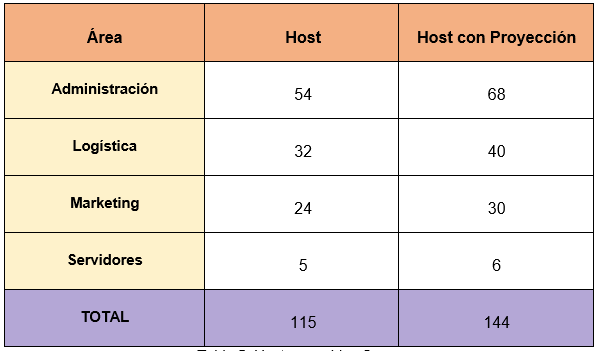 Área Host Host con Proyección
Administración 54 68
Logística 32 40
Marketing 24 30
Servidores 5 6
TOTAL 115 144